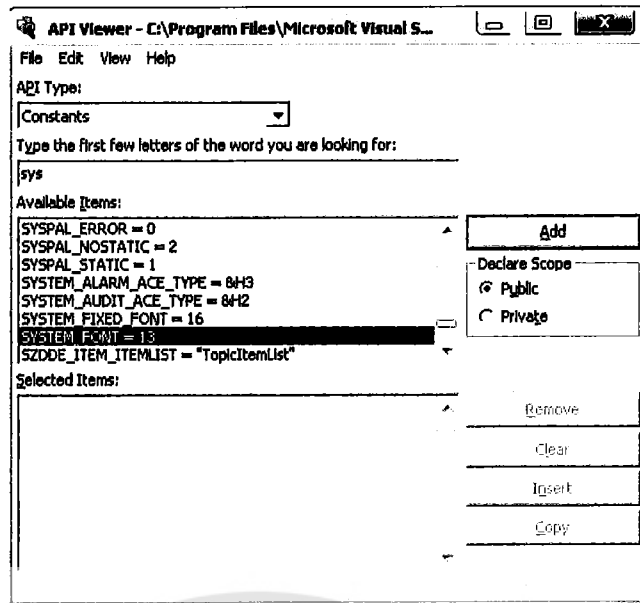 API Viewer - C:\Program Files\Microsoft Visual S...
File Edit View Help
API Type:
Constants
Type the first few letters of the word you are looking for:
sys
Available Items:
SYSPAL_ERROR = 0
SYSPAL_NOSTATIC = 2
SYSPAL_STATIC = 1
SYSTEM_ALARM_ACE_TYPE = &H3
SYSTEM_AUDIT_ACE_TYPE = &H2
SYSTEM_FIXED_FONT = 16
SYSTEM_FONT = 13
SZDDE_ITEM_ITEMLIST = "TopicItemList"
Add
Declare Scope
Public
Private
Selected Items:
Remove
Clear
Insert
Copy